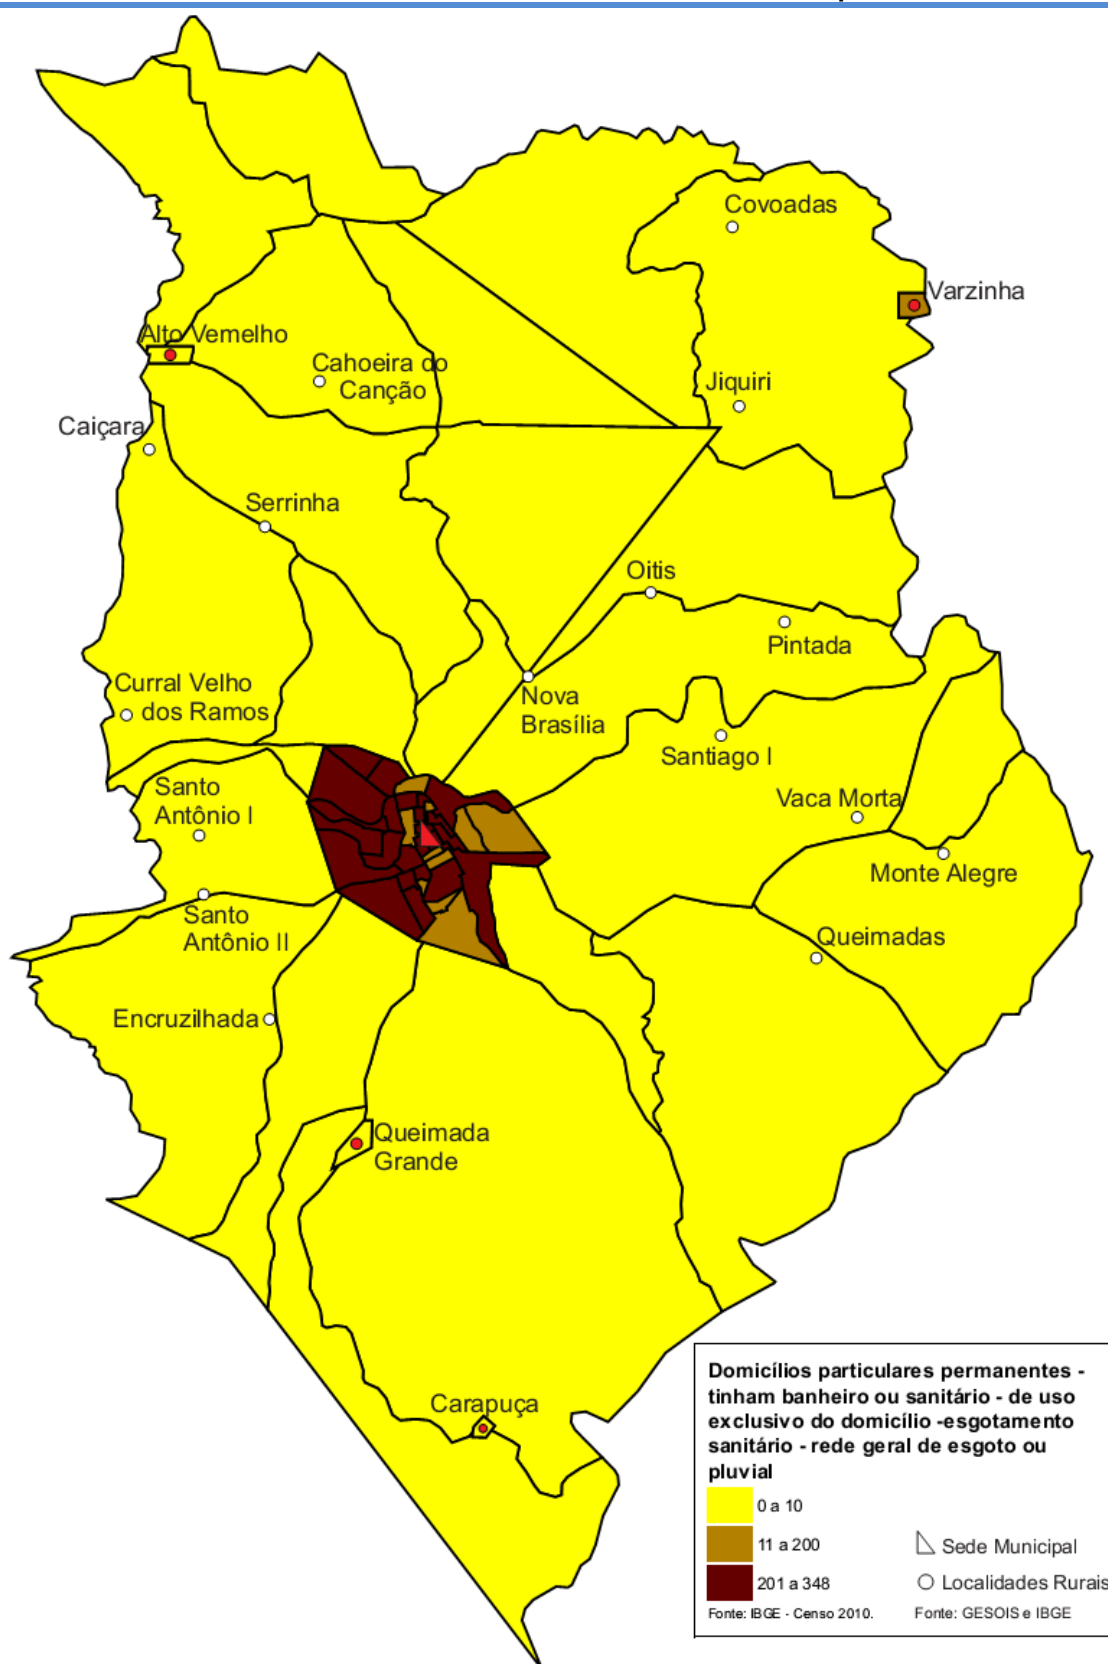 Covoadas
Varzinha
Alto Vemelho
Cahoeira do
Canção
Jiquiri
Caiçara
Serrinha
Oitis
Pintada
Curral Velho
dos Ramos
Nova
Brasília
Santiago I
Santo
Antônio I
Vaca Morta
Monte Alegre
Santo
Antônio II
Queimadas
Encruzilhada
Queimada
Grande
Carapuça
Domicílios particulares permanentes -
tinham banheiro ou sanitário - de uso
exclusivo do domicílio -esgotamento
sanitário - rede geral de esgoto ou
pluvial
0 a 10
11 a 200
201 a 348
Sede Municipal
Localidades Rurais
Fonte: IBGE - Censo 2010.
Fonte: GESOIS e IBGE